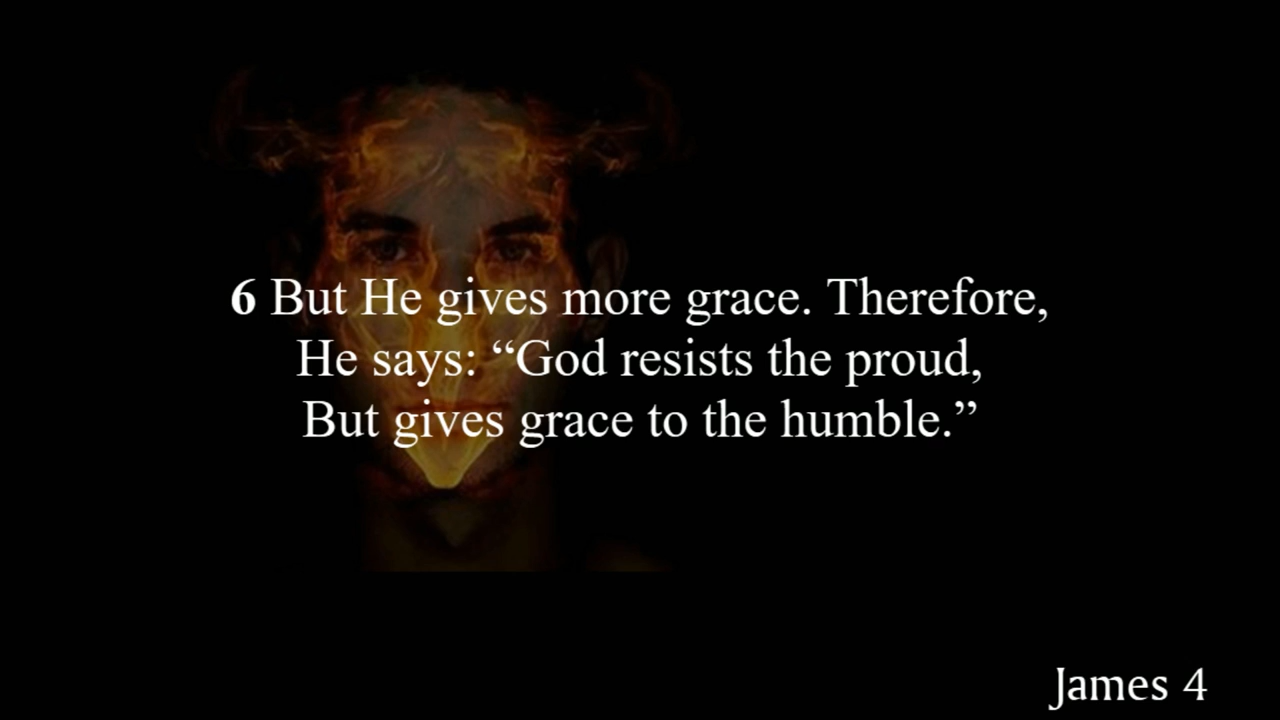 6 But He gives more grace. Therefore,
He says: “God resists the proud,
But gives grace to the humble.”
James 4